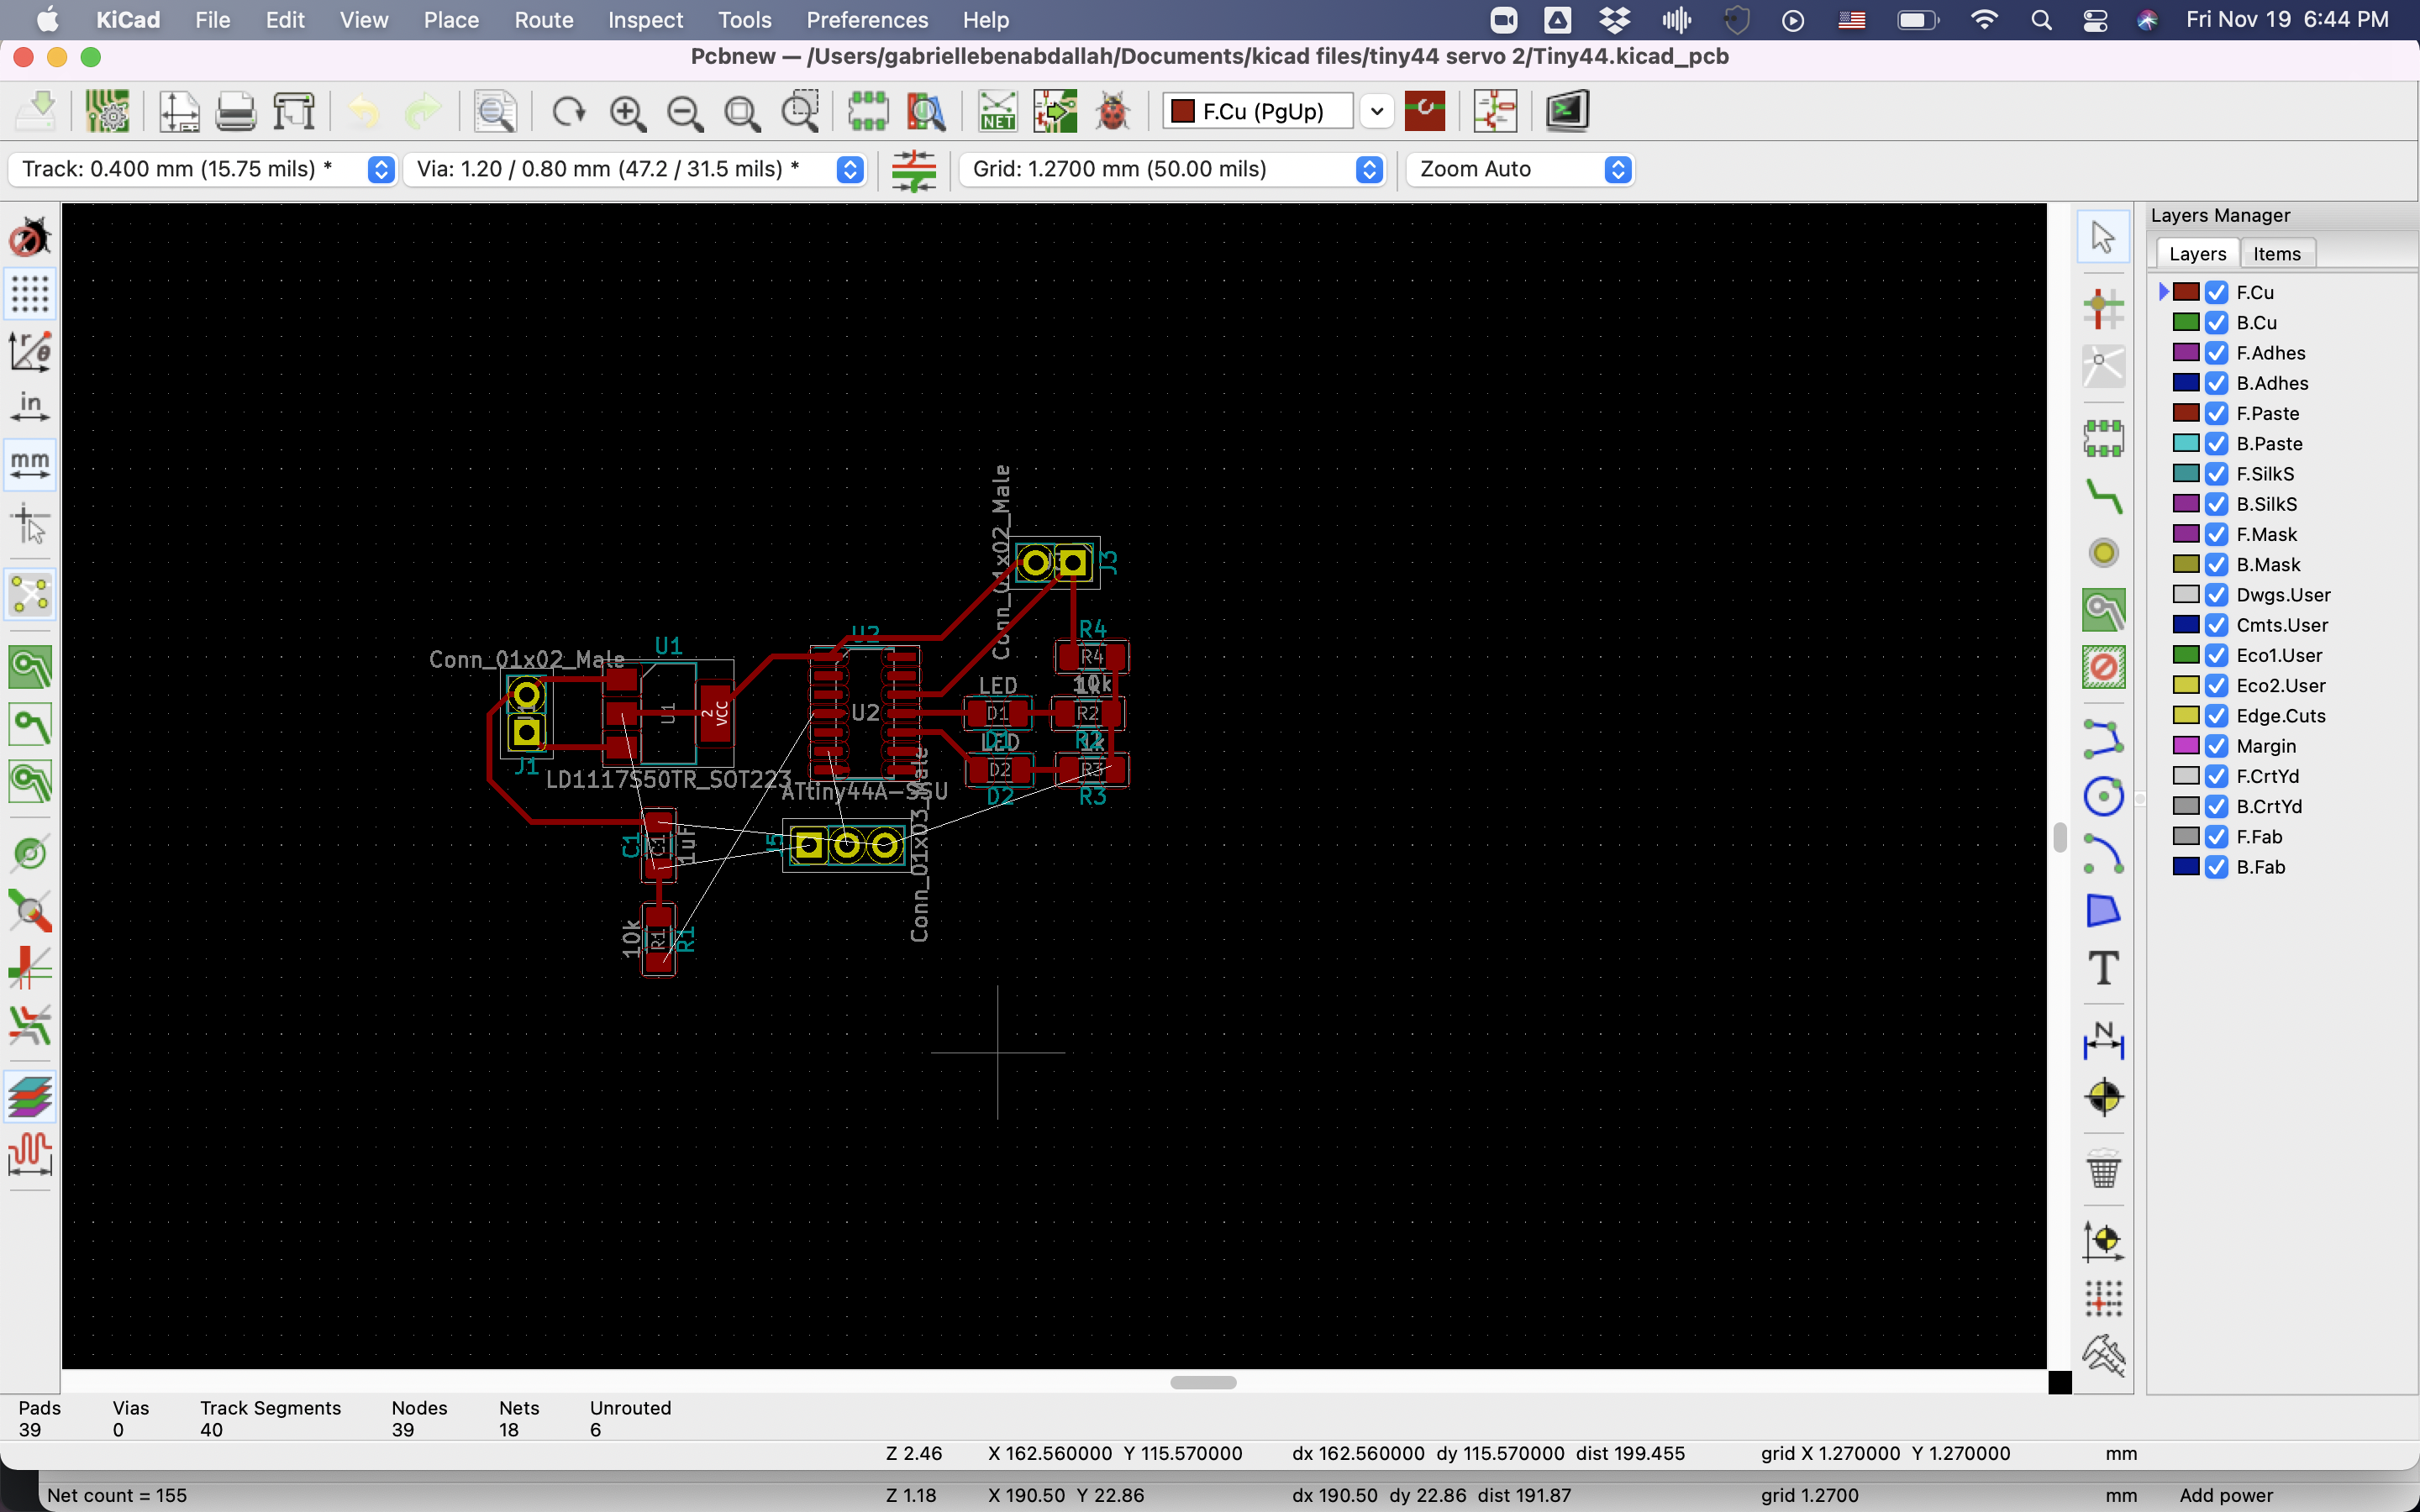 KiCad File Edit View Place Route Inspect Tools Preferences Help Fri Nov 19 6:44 PM
Pcbnew — /Users/gabriellebenabdallah/Documents/kicad files/tiny44 servo 2/Tiny44.kicad_pcb
NET F.Cu (PgUp)
Track: 0.400 mm (15.75 mils) * Via: 1.20 / 0.80 mm (47.2 / 31.5 mils) * Grid: 1.2700 mm (50.00 mils) Zoom Auto
Layers Manager
Layers Items
F.Cu
B.Cu
F.Adhes
B.Adhes
F.Paste
B.Paste
F.SilkS
B.SilkS
F.Mask
B.Mask
Dwgs.User
Cmts.User
Eco1.User
Eco2.User
Edge.Cuts
Margin
F.CrtYd
B.CrtYd
F.Fab
B.Fab
in
mm
Conn_01x02_Male
J3
U2
R4
U1
Conn_01x02_Male
R4
LED 10k
U1 2 VCC U2 D1 R2
LED R2 1k
J1 D2 R3
LD1117S50TR_SOT223 ATtiny44A-SSU D2 R3
C1 C1 1uF J5
Conn_01x03_Male
10k R1 R1
T
N
Pads Vias Track Segments Nodes Nets Unrouted
39 0 40 39 18 6
Z 2.46 X 162.560000 Y 115.570000 dx 162.560000 dy 115.570000 dist 199.455 grid X 1.270000 Y 1.270000 mm
Net count = 155 Z 1.18 X 190.50 Y 22.86 dx 190.50 dy 22.86 dist 191.87 grid 1.2700 mm Add power